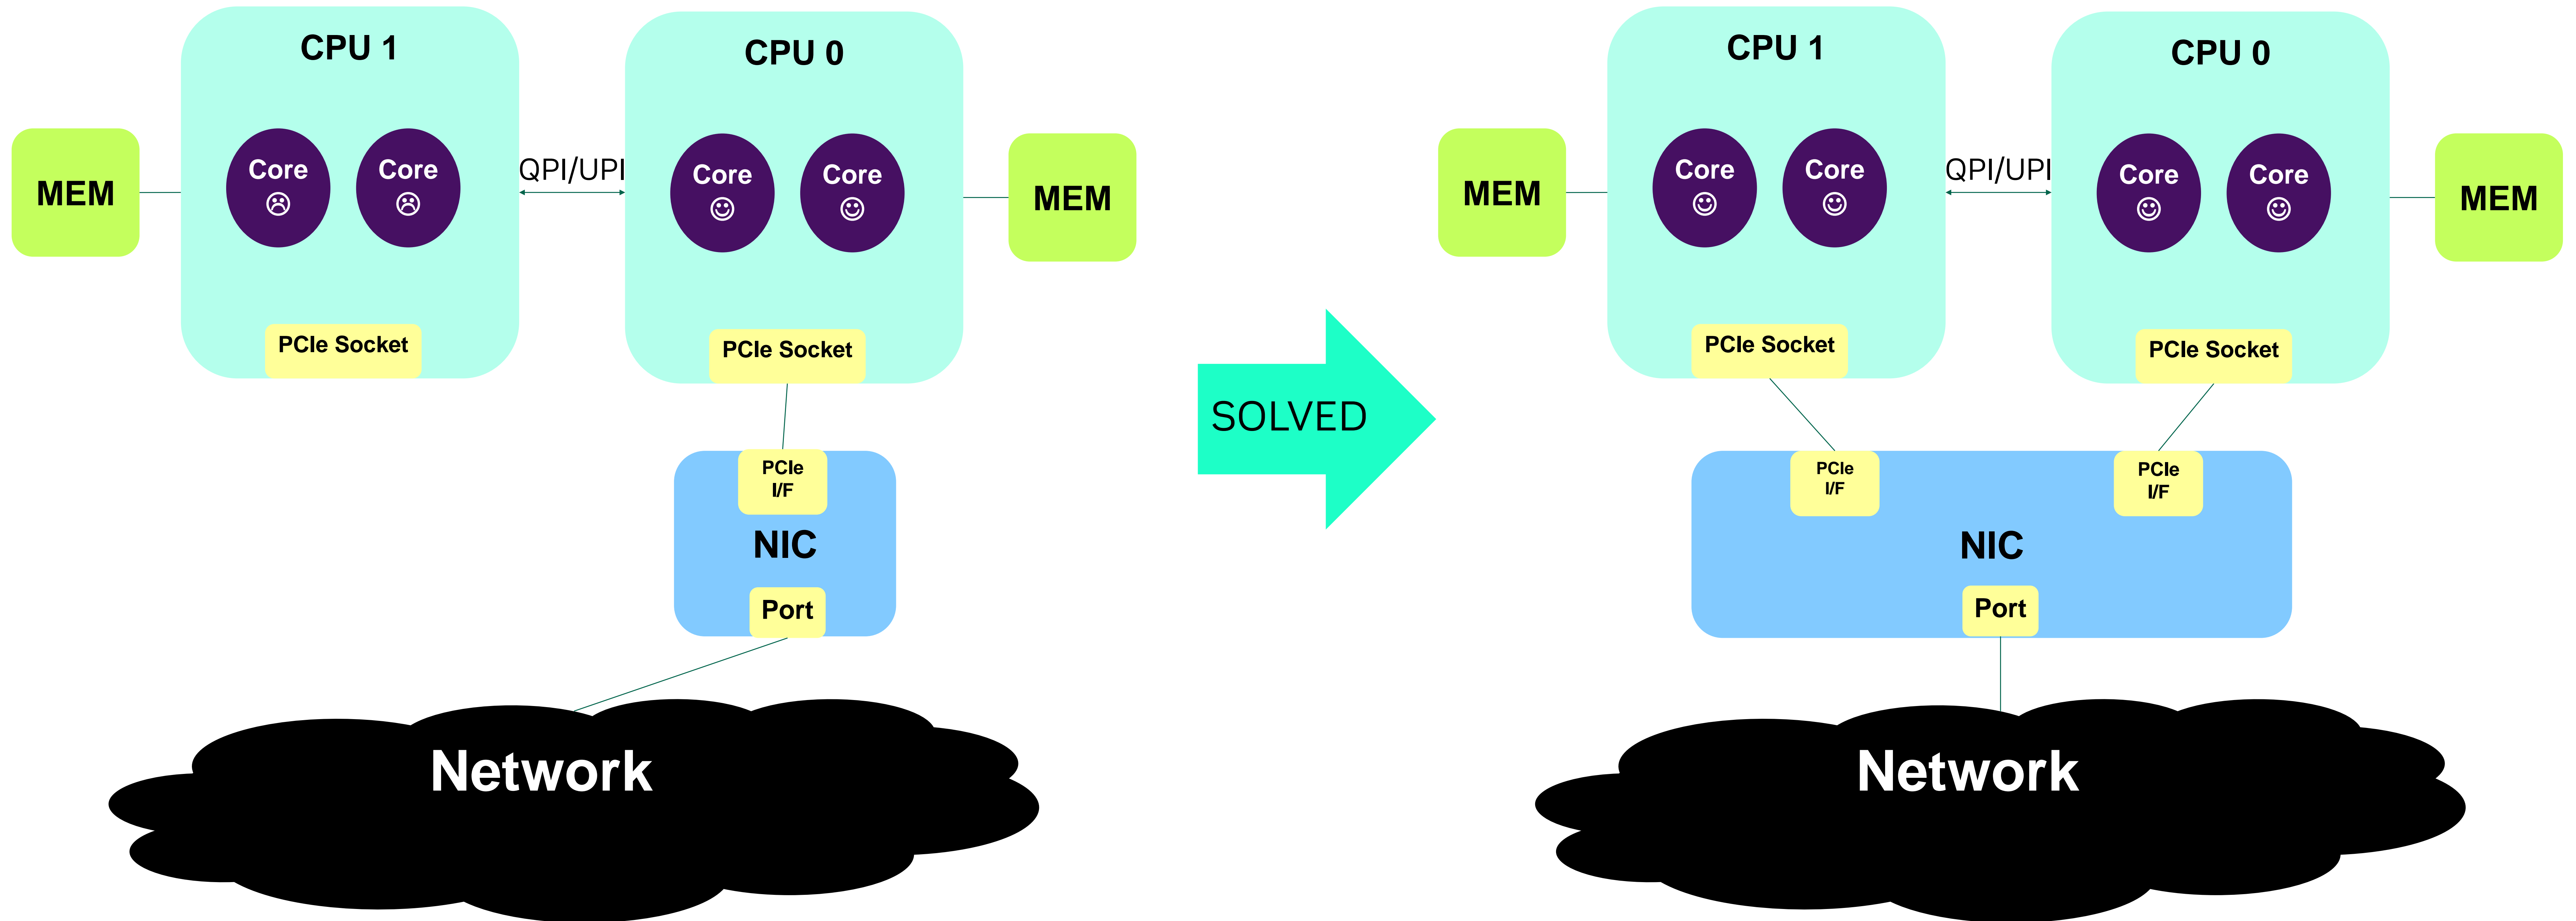 CPU 1
CPU 0
MEM
Core
☹
Core
☹
QPI/UPI
Core
☺
Core
☺
MEM
PCIe Socket
PCIe Socket
PCIe
I/F
NIC
Port
Network
SOLVED
CPU 1
CPU 0
MEM
Core
☺
Core
☺
QPI/UPI
Core
☺
Core
☺
MEM
PCIe Socket
PCIe Socket
PCIe
I/F
PCIe
I/F
NIC
Port
Network